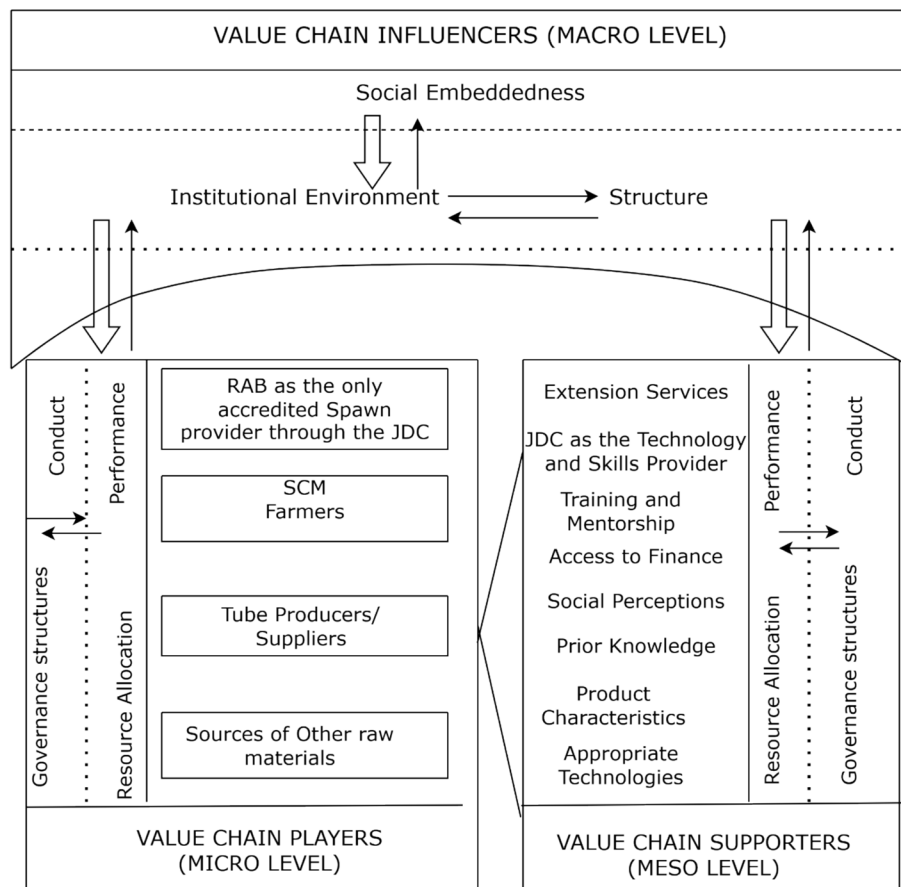 VALUE CHAIN INFLUENCERS (MACRO LEVEL)
Social Embeddedness
Institutional Environment
Structure
Conduct
Governance structures
Performance
Resource Allocation
RAB as the only
accredited Spawn
provider through the JDC
SCM
Farmers
Tube Producers/
Suppliers
Sources of Other raw
materials
VALUE CHAIN PLAYERS
(MICRO LEVEL)
Extension Services
JDC as the Technology
and Skills Provider
Training and
Mentorship
Access to Finance
Social Perceptions
Prior Knowledge
Product
Characteristics
Appropriate
Technologies
Performance
Resource Allocation
Conduct
Governance structures
VALUE CHAIN SUPPORTERS
(MESO LEVEL)